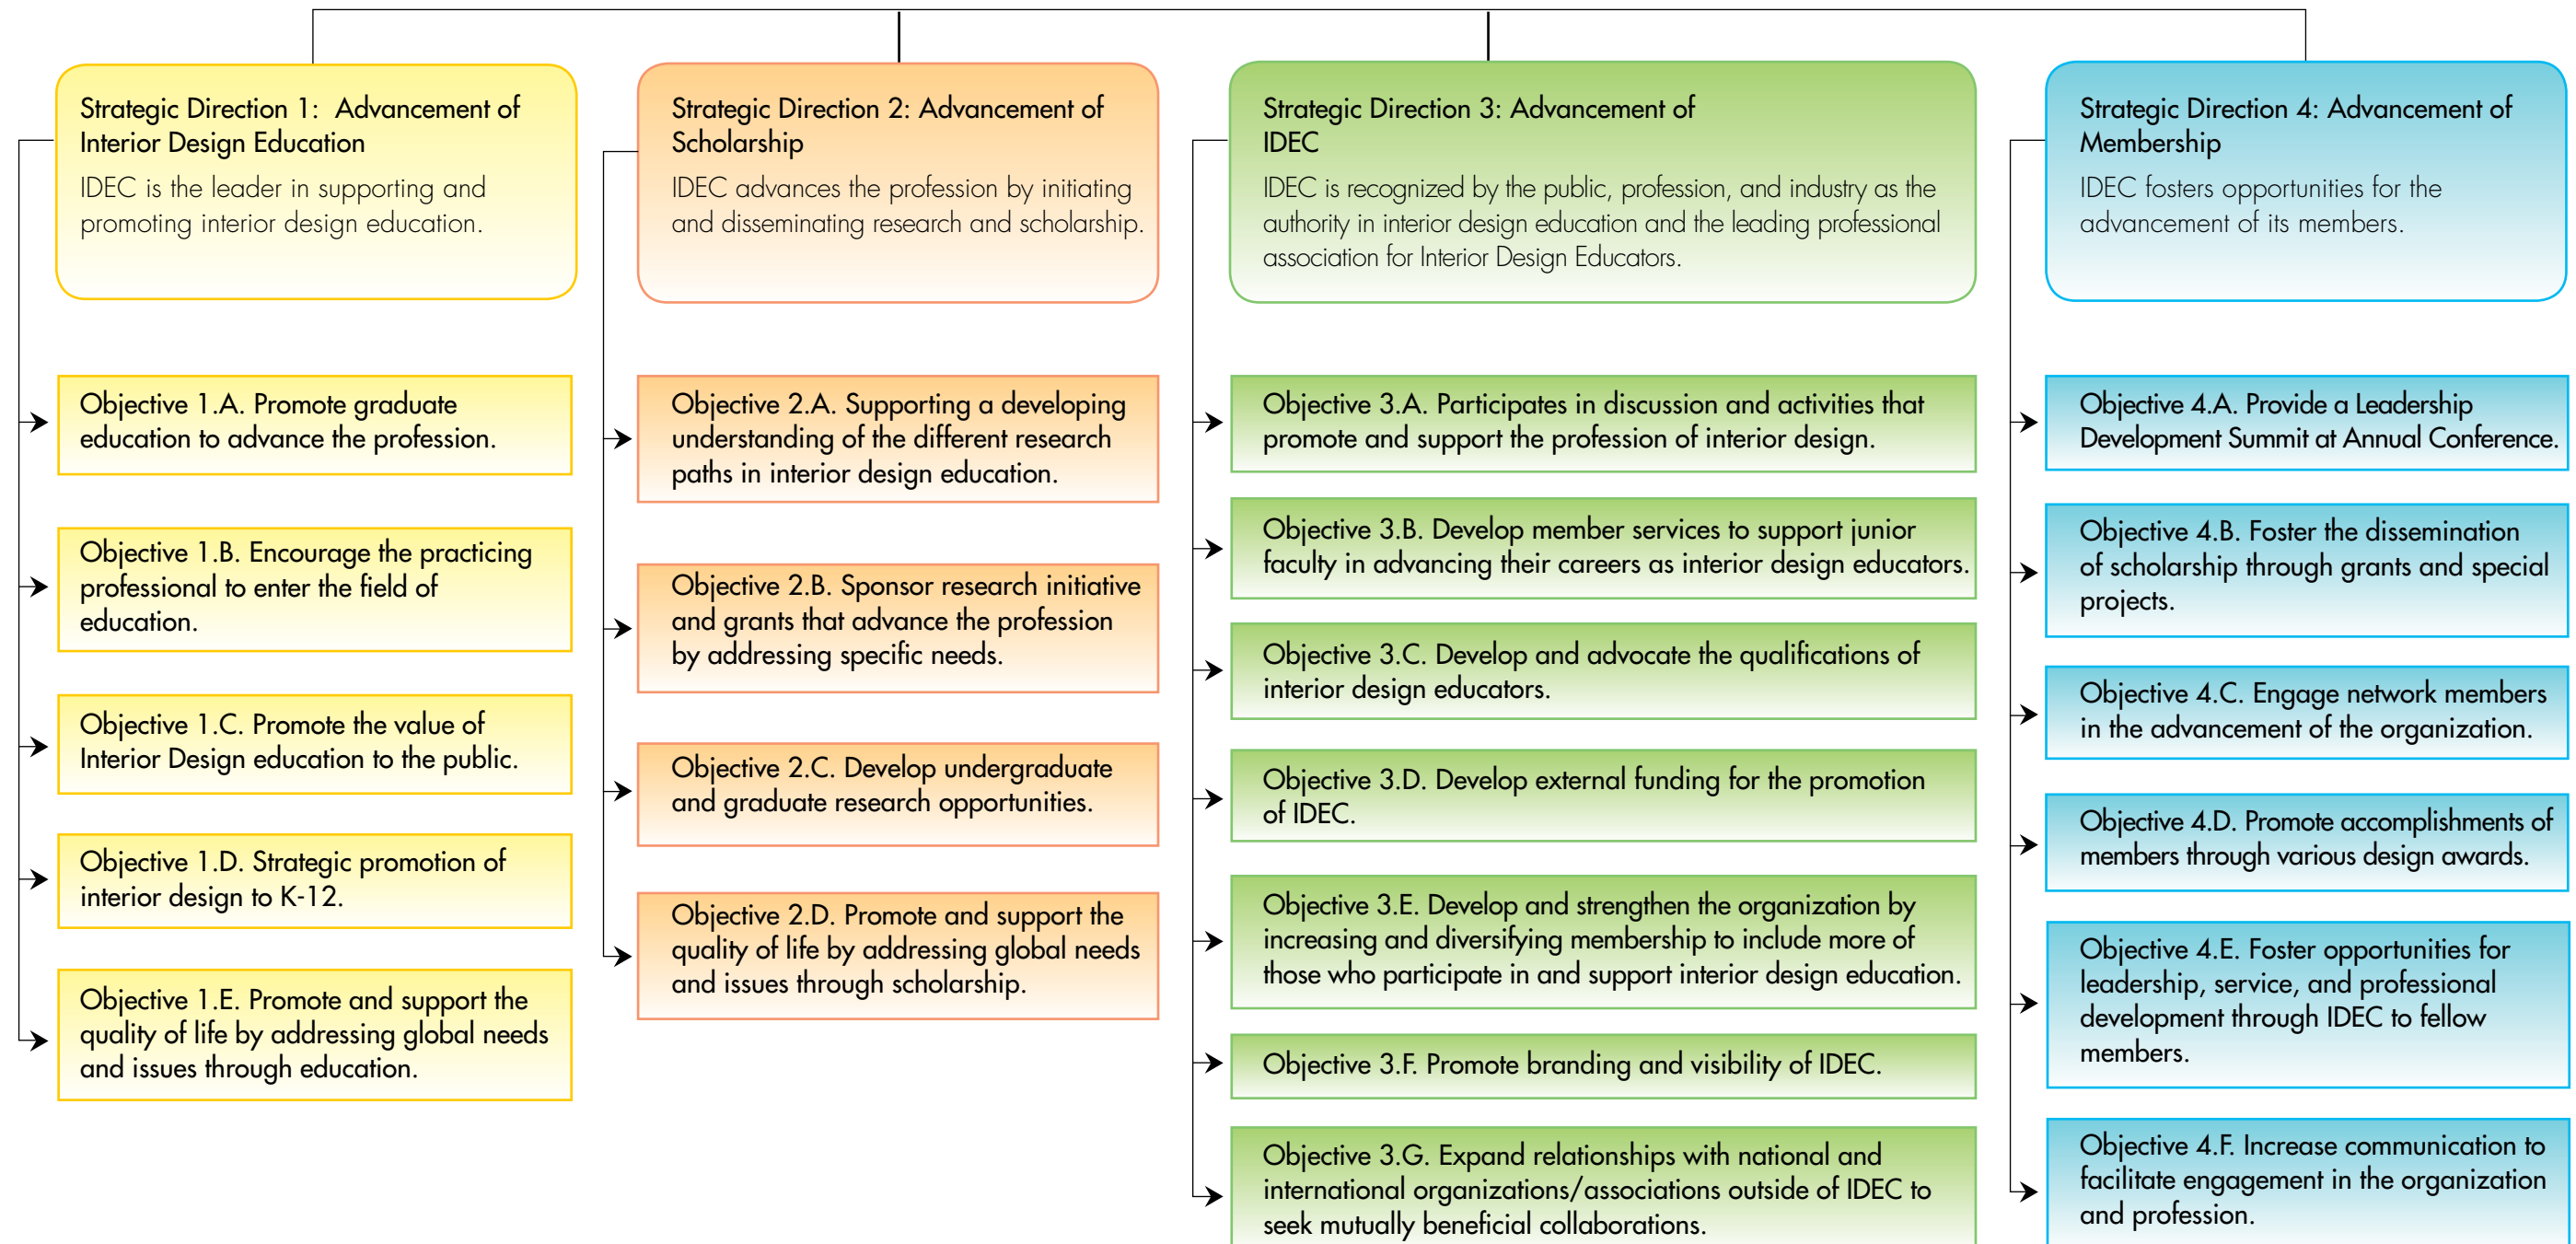 Strategic Direction 1:  Advancement of
Interior Design Education
IDEC is the leader in supporting and
promoting interior design education.
Objective 1.A. Promote graduate
education to advance the profession.
Objective 1.B. Encourage the practicing
professional to enter the field of
education.
Objective 1.C. Promote the value of
Interior Design education to the public.
Objective 1.D. Strategic promotion of
interior design to K-12.
Objective 1.E. Promote and support the
quality of life by addressing global needs
and issues through education.
Strategic Direction 2: Advancement of
Scholarship
IDEC advances the profession by initiating
and disseminating research and scholarship.
Objective 2.A. Supporting a developing
understanding of the different research
paths in interior design education.
Objective 2.B. Sponsor research initiative
and grants that advance the profession
by addressing specific needs.
Objective 2.C. Develop undergraduate
and graduate research opportunities.
Objective 2.D. Promote and support the
quality of life by addressing global needs
and issues through scholarship.
Strategic Direction 3: Advancement of
IDEC
IDEC is recognized by the public, profession, and industry as the
authority in interior design education and the leading professional
association for Interior Design Educators.
Objective 3.A. Participates in discussion and activities that
promote and support the profession of interior design.
Objective 3.B. Develop member services to support junior
faculty in advancing their careers as interior design educators.
Objective 3.C. Develop and advocate the qualifications of
interior design educators.
Objective 3.D. Develop external funding for the promotion
of IDEC.
Objective 3.E. Develop and strengthen the organization by
increasing and diversifying membership to include more of
those who participate in and support interior design education.
Objective 3.F. Promote branding and visibility of IDEC.
Objective 3.G. Expand relationships with national and
international organizations/associations outside of IDEC to
seek mutually beneficial collaborations.
Strategic Direction 4: Advancement of
Membership
IDEC fosters opportunities for the
advancement of its members.
Objective 4.A. Provide a Leadership
Development Summit at Annual Conference.
Objective 4.B. Foster the dissemination
of scholarship through grants and special
projects.
Objective 4.C. Engage network members
in the advancement of the organization.
Objective 4.D. Promote accomplishments of
members through various design awards.
Objective 4.E. Foster opportunities for
leadership, service, and professional
development through IDEC to fellow
members.
Objective 4.F. Increase communication to
facilitate engagement in the organization
and profession.